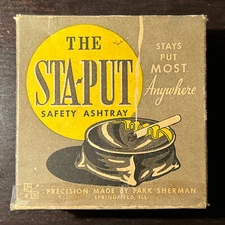 THE
STA-PUT
SAFETY ASHTRAY
STAYS
PUT
MOST
Anywhere
PRECISION MADE BY PARK SHERMAN
SPRINGFIELD, ILL.